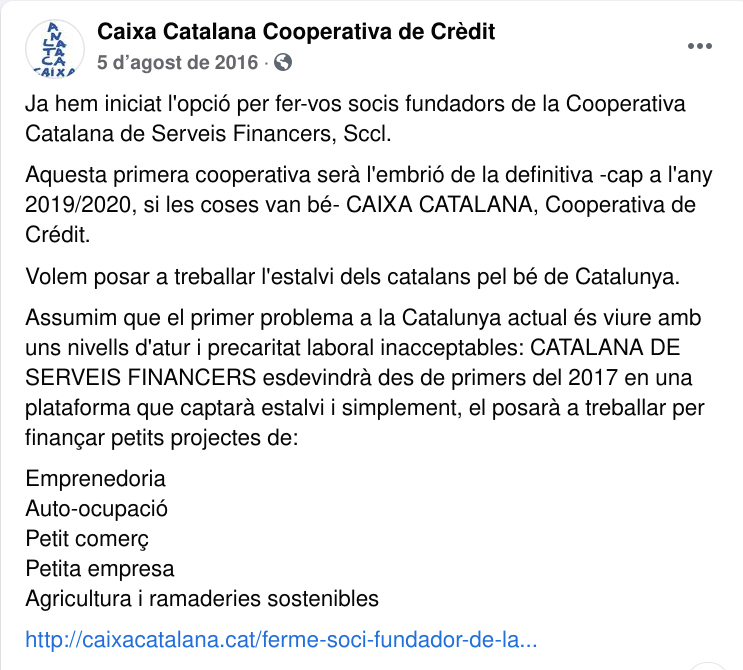 Caixa Catalana Cooperativa de Crèdit
5 d’agost de 2016 ·
Ja hem iniciat l'opció per fer-vos socis fundadors de la Cooperativa
Catalana de Serveis Financers, Sccl.
Aquesta primera cooperativa serà l'embrió de la definitiva -cap a l'any
2019/2020, si les coses van bé- CAIXA CATALANA, Cooperativa de
Crédit.
Volem posar a treballar l'estalvi dels catalans pel bé de Catalunya.
Assumim que el primer problema a la Catalunya actual és viure amb
uns nivells d'atur i precaritat laboral inacceptables: CATALANA DE
SERVEIS FINANCERS esdevindrà des de primers del 2017 en una
plataforma que captarà estalvi i simplement, el posarà a treballar per
finançar petits projectes de:
Emprenedoria
Auto-ocupació
Petit comerç
Petita empresa
Agricultura i ramaderies sostenibles
http://caixacatalana.cat/ferme-soci-fundador-de-la...